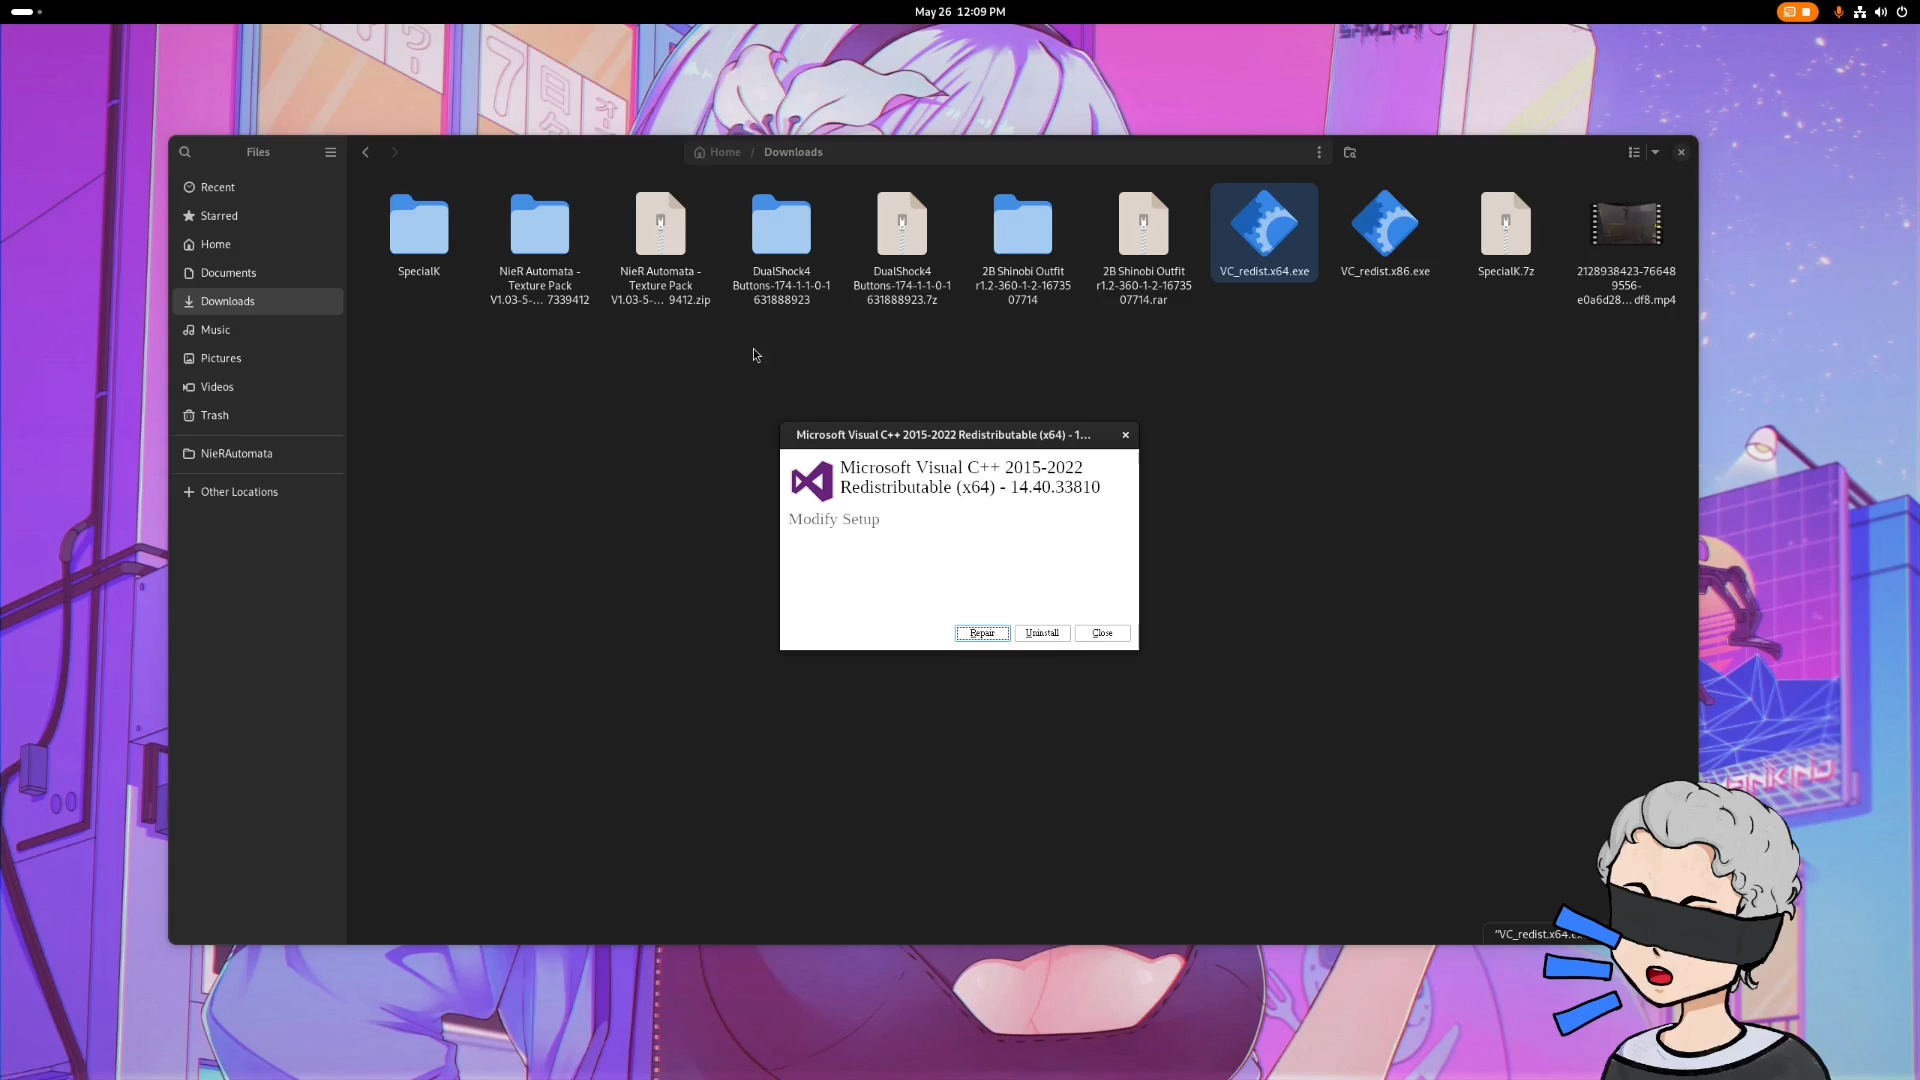 May 26 12:09 PM
SAMURAI
7日
Files
Home / Downloads
Recent
Starred
Home
Documents
Downloads
Music
Pictures
Videos
Trash
NieRAutomata
Other Locations
SpecialK
NieR Automata -
Texture Pack
V1.03-5-... 7339412
NieR Automata -
Texture Pack
V1.03-5-... 9412.zip
DualShock4
Buttons-174-1-1-0-1
631888923
DualShock4
Buttons-174-1-1-0-1
631888923.7z
2B Shinobi Outfit
r1.2-360-1-2-16735
07714
2B Shinobi Outfit
r1.2-360-1-2-16735
07714.rar
VC_redist.x64.exe
VC_redist.x86.exe
SpecialK.7z
2128938423-76648
9556-
e0a6d28... df8.mp4
Microsoft Visual C++ 2015-2022 Redistributable (x64) - 1...
Microsoft Visual C++ 2015-2022
Redistributable (x64) - 14.40.33810
Modify Setup
Repair
Uninstall
Close
"VC_redist.x64.e